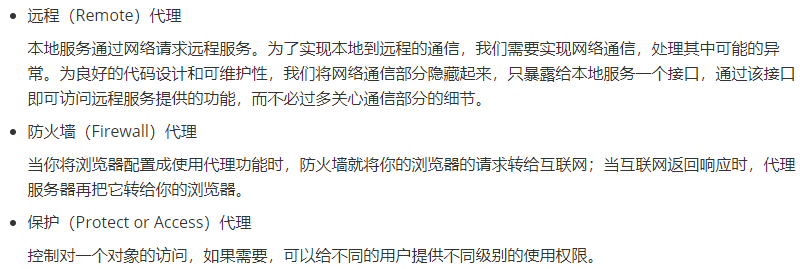 远程（Remote）代理
本地服务通过网络请求远程服务。为了实现本地到远程的通信，我们需要实现网络通信，处理其中可能的异
常。为良好的代码设计和可维护性，我们将网络通信部分隐藏起来，只暴露给本地服务一个接口，通过该接口
即可访问远程服务提供的功能，而不必过多关心通信部分的细节。
防火墙（Firewall）代理
当你将浏览器配置成使用代理功能时，防火墙就将你的浏览器的请求转给互联网；当互联网返回响应时，代理
服务器再把它转给你的浏览器。
保护（Protect or Access）代理
控制对一个对象的访问，如果需要，可以给不同的用户提供不同级别的使用权限。